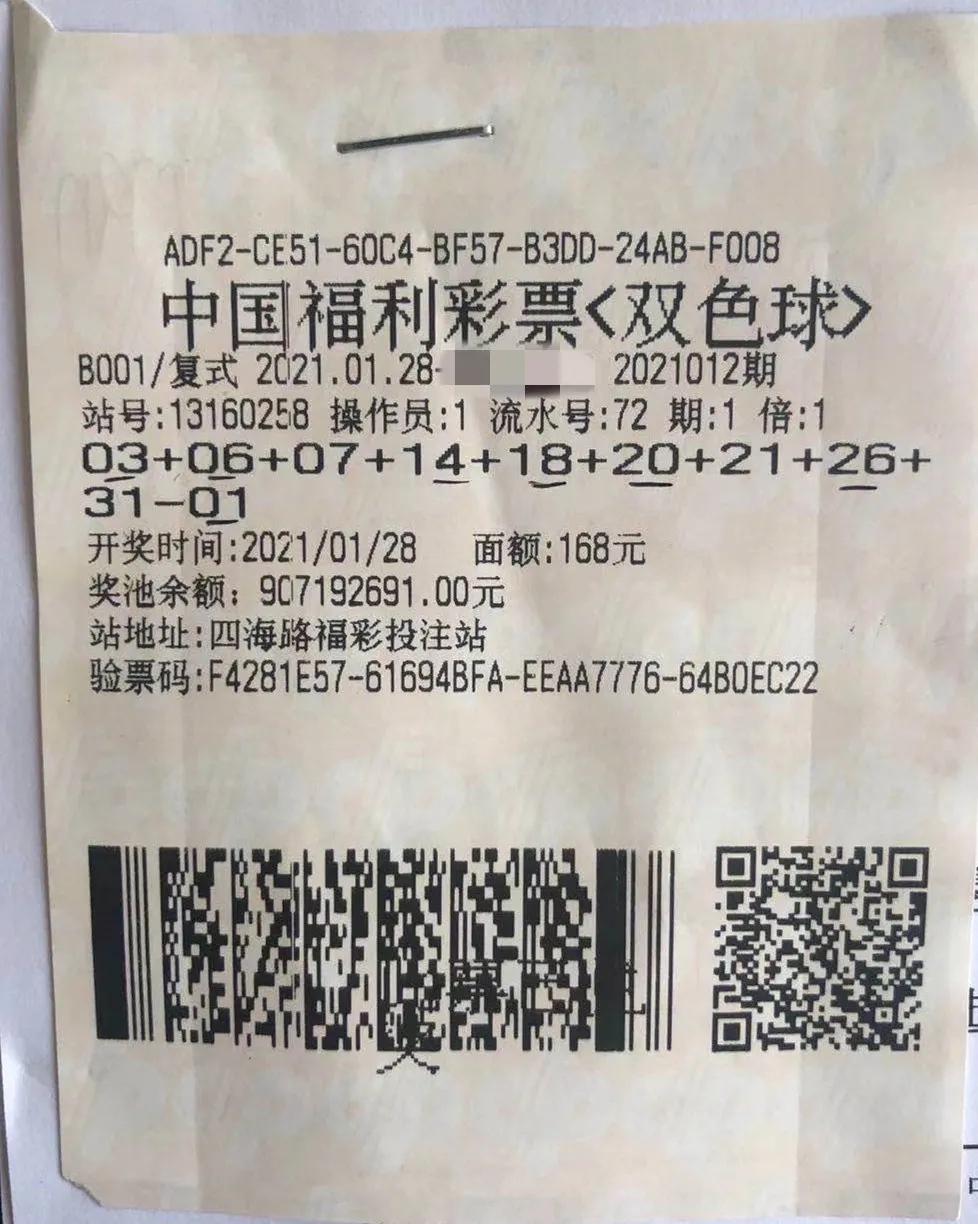 ADF2-CE51-60C4-BF57-B3DD-24AB-F008
中国福利彩票<双色球>
B001/复式 2021.01.28- 2021012期
站号:13160258 操作员:1 流水号:72 期:1 倍:1
03+06+07+14+18+20+21+26+
31-01
开奖时间:2021/01/28 面额:168元
奖池余额：907192691.00元
站地址:四海路福彩投注站
验票码:F4281E57-61694BFA-EEAA7776-64B0EC22